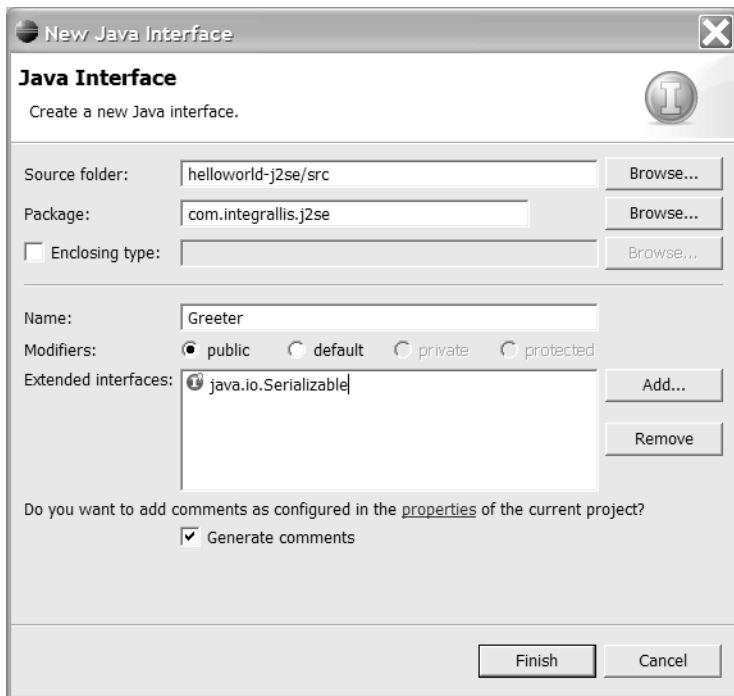 New Java Interface
Java Interface
Create a new Java interface.
Source folder: helloworld-j2se/src Browse...
Package: com.integrallis.j2se Browse...
Enclosing type: Browse...
Name: Greeter
Modifiers: public default private protected
Extended interfaces: java.io.Serializable Add...
Remove
Do you want to add comments as configured in the properties of the current project?
Generate comments
Finish Cancel